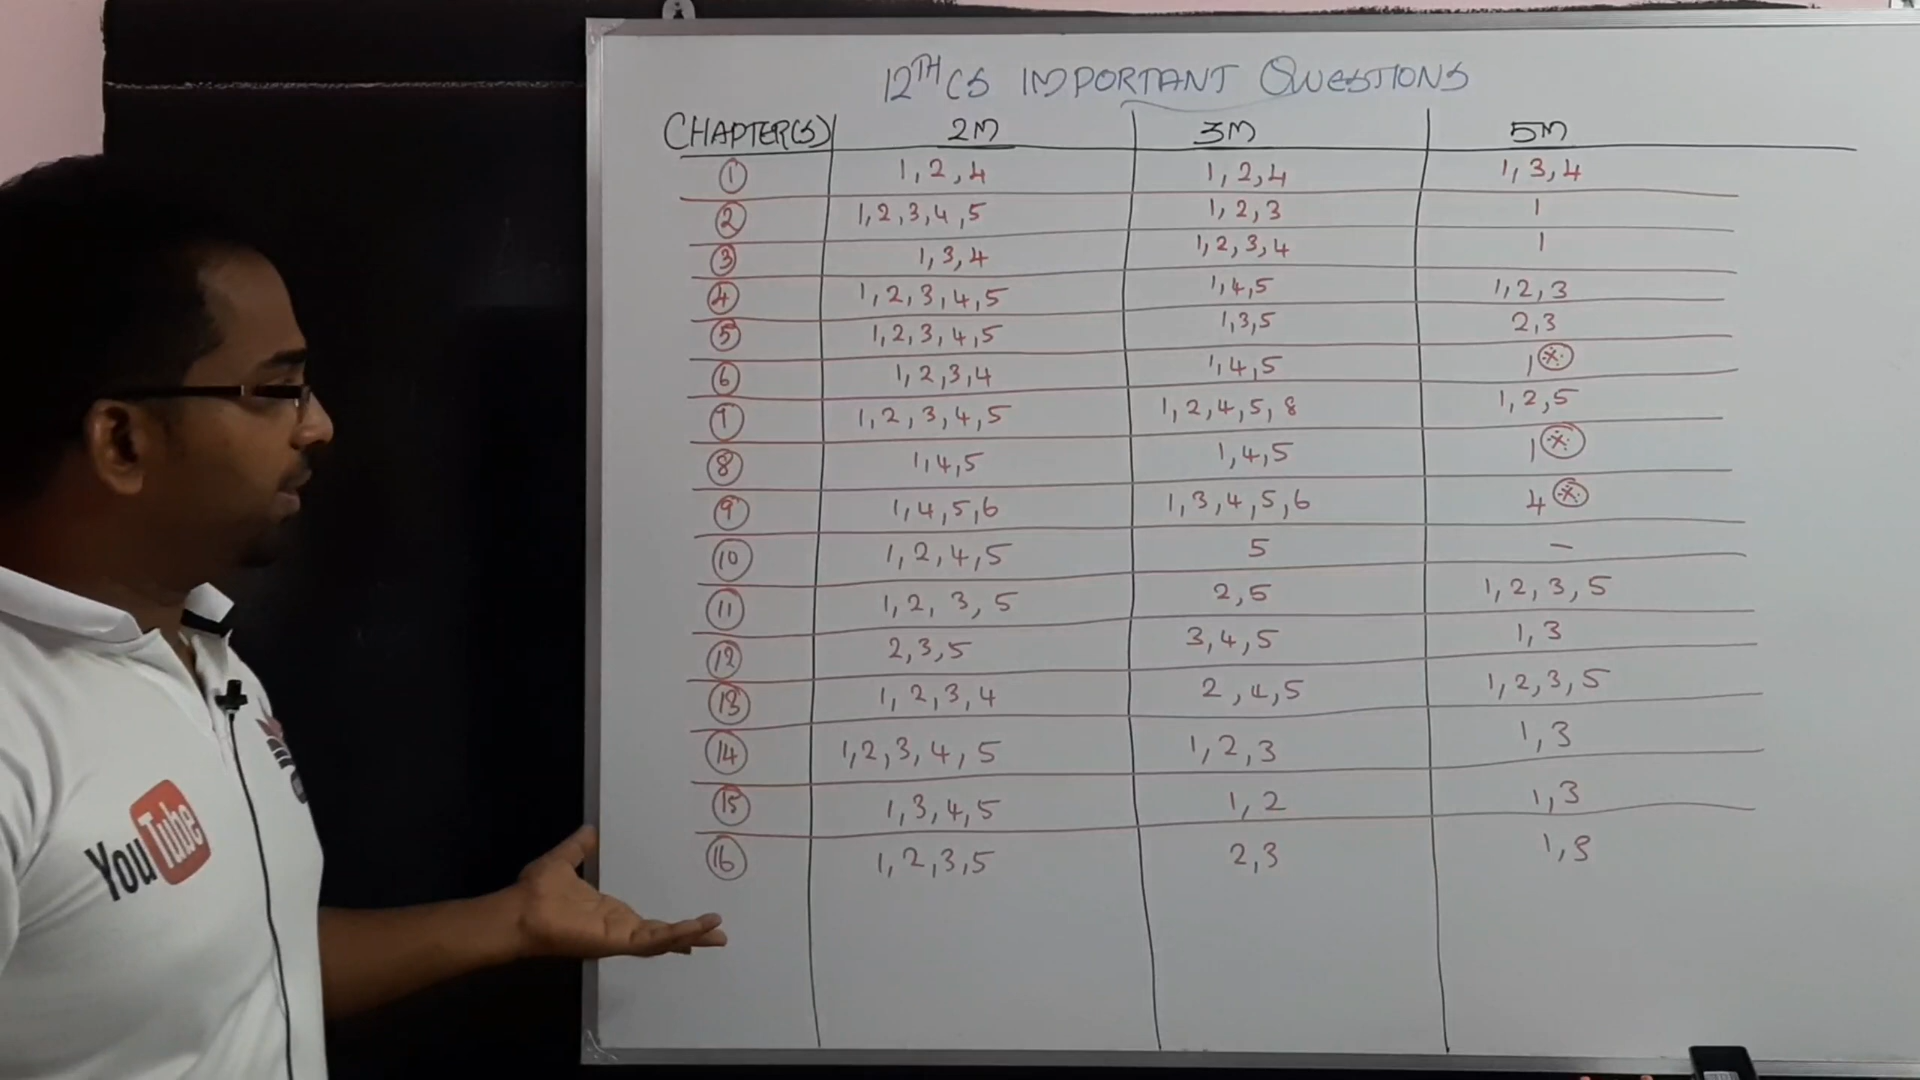 12TH CS IMPORTANT QUESTIONS
CHAPTER(S) 2M 3M 5M
1 1,2,4 1,2,4 1,3,4
2 1,2,3,4,5 1,2,3 1
3 1,3,4 1,2,3,4 1
4 1,2,3,4,5 1,4,5 1,2,3
5 1,2,3,4,5 1,3,5 2,3
6 1,2,3,4 1,4,5 1
7 1,2,3,4,5 1,2,4,5,8 1,2,5
8 1,4,5 1,4,5 1
9 1,4,5,6 1,3,4,5,6 4
10 1,2,4,5 5 —
11 1,2,3,5 2,5 1,2,3,5
12 2,3,5 3,4,5 1,3
13 1,2,3,4 2,4,5 1,2,3,5
14 1,2,3,4,5 1,2,3 1,3
15 1,3,4,5 1,2 1,3
16 1,2,3,5 2,3 1,3
YouTube